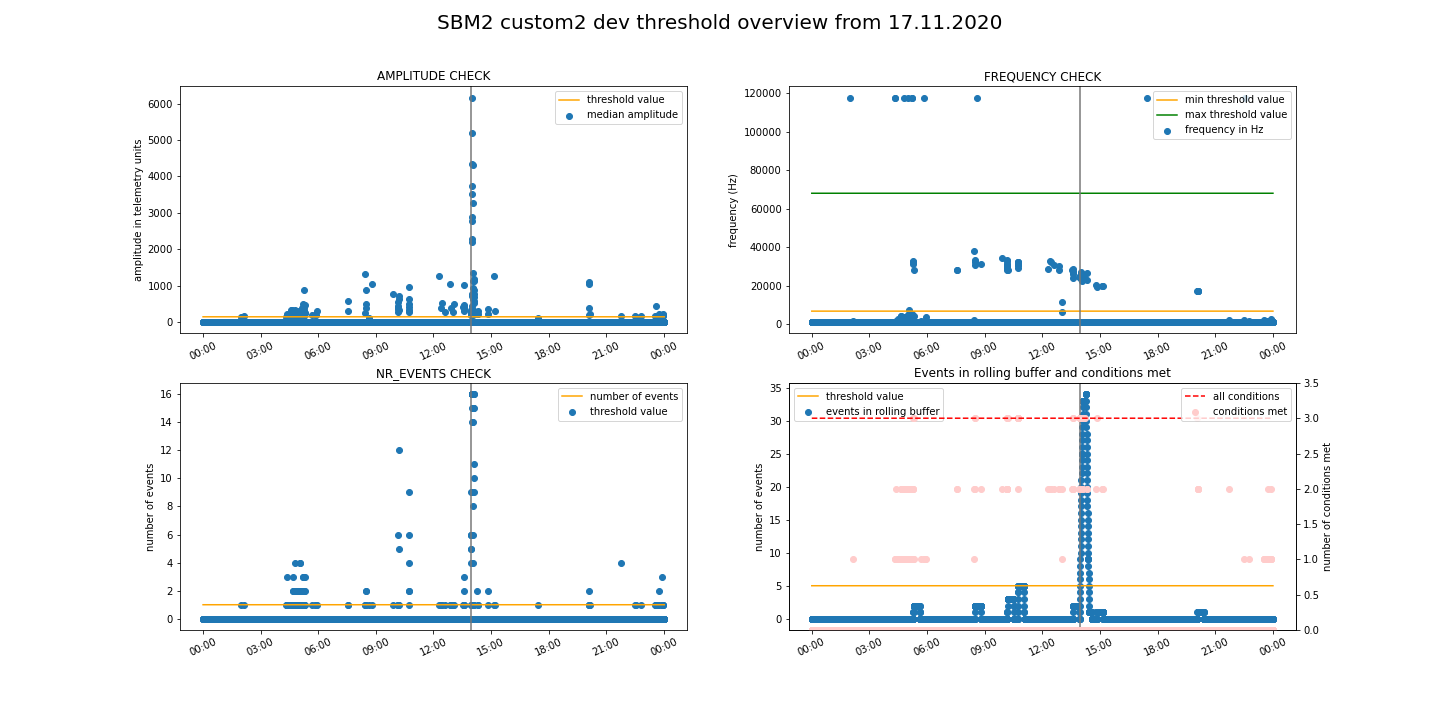 SBM2 custom2 dev threshold overview from 17.11.2020
AMPLITUDE CHECK
amplitude in telemetry units
6000
5000
4000
3000
2000
1000
0
threshold value
median amplitude
00:00 03:00 06:00 09:00 12:00 15:00 18:00 21:00 00:00
FREQUENCY CHECK
frequency (Hz)
120000
100000
80000
60000
40000
20000
0
min threshold value
max threshold value
frequency in Hz
00:00 03:00 06:00 09:00 12:00 15:00 18:00 21:00 00:00
NR_EVENTS CHECK
number of events
16
14
12
10
8
6
4
2
0
number of events
threshold value
00:00 03:00 06:00 09:00 12:00 15:00 18:00 21:00 00:00
Events in rolling buffer and conditions met
number of events
35
30
25
20
15
10
5
0
threshold value
events in rolling buffer
all conditions
conditions met
3.5
3.0
2.5
2.0
1.5
1.0
0.5
0.0
number of conditions met
00:00 03:00 06:00 09:00 12:00 15:00 18:00 21:00 00:00